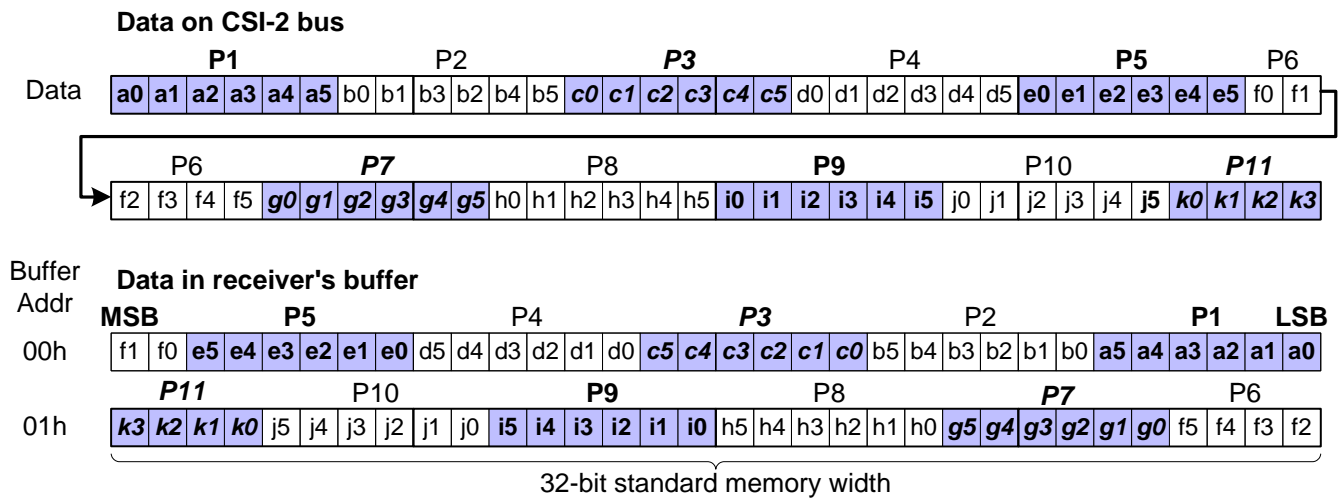 Data on CSI-2 bus
P1 P2 P3 P4 P5 P6
Data a0 a1 a2 a3 a4 a5 b0 b1 b3 b2 b4 b5 c0 c1 c2 c3 c4 c5 d0 d1 d2 d3 d4 d5 e0 e1 e2 e3 e4 e5 f0 f1
P6 P7 P8 P9 P10 P11
f2 f3 f4 f5 g0 g1 g2 g3 g4 g5 h0 h1 h2 h3 h4 h5 i0 i1 i2 i3 i4 i5 j0 j1 j2 j3 j4 j5 k0 k1 k2 k3
Buffer
Addr
Data in receiver's buffer
MSB P5 P4 P3 P2 P1 LSB
00h f1 f0 e5 e4 e3 e2 e1 e0 d5 d4 d3 d2 d1 d0 c5 c4 c3 c2 c1 c0 b5 b4 b3 b2 b1 b0 a5 a4 a3 a2 a1 a0
P11 P10 P9 P8 P7 P6
01h k3 k2 k1 k0 j5 j4 j3 j2 j1 j0 i5 i4 i3 i2 i1 i0 h5 h4 h3 h2 h1 h0 g5 g4 g3 g2 g1 g0 f5 f4 f3 f2
32-bit standard memory width